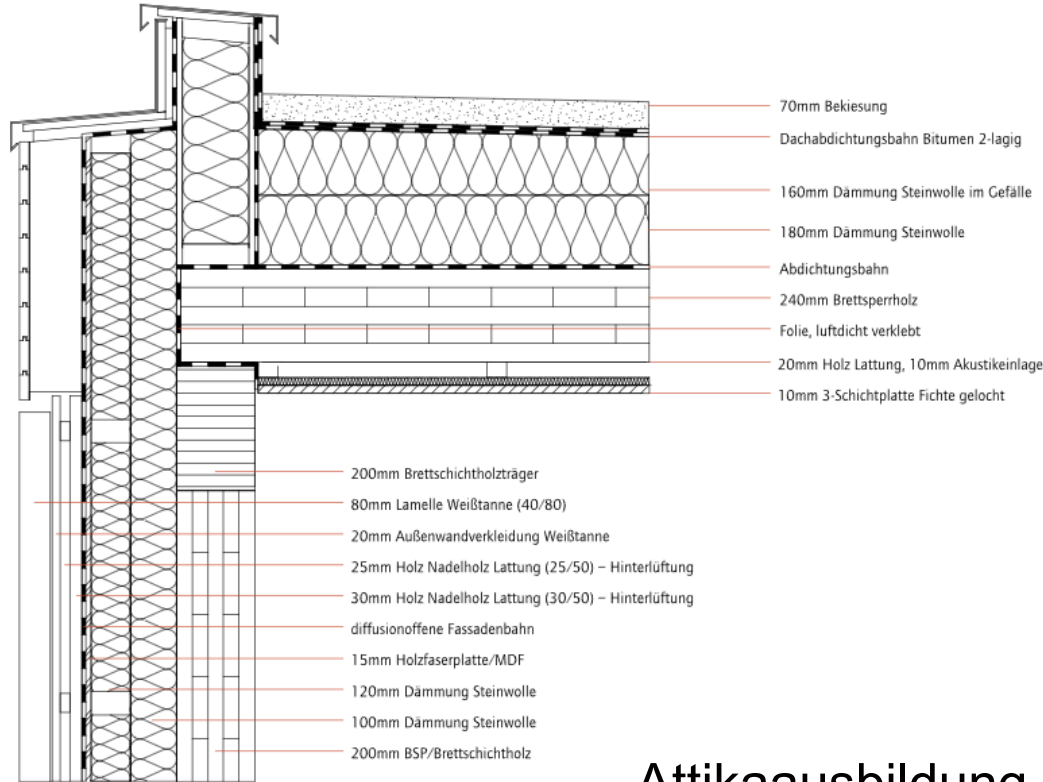 70mm Bekiesung
Dachabdichtungsbahn Bitumen 2-lagig
160mm Dämmung Steinwolle im Gefälle
180mm Dämmung Steinwolle
Abdichtungsbahn
240mm Brettsperrholz
Folie, luftdicht verklebt
20mm Holz Lattung, 10mm Akustikeinlage
10mm 3-Schichtplatte Fichte gelocht
200mm Brettschichtholzträger
80mm Lamelle Weißtanne (40/80)
20mm Außenwandverkleidung Weißtanne
25mm Holz Nadelholz Lattung (25/50) – Hinterlüftung
30mm Holz Nadelholz Lattung (30/50) – Hinterlüftung
diffusionoffene Fassadenbahn
15mm Holzfaserplatte/MDF
120mm Dämmung Steinwolle
100mm Dämmung Steinwolle
200mm BSP/Brettschichtholz
Attikaausbildung